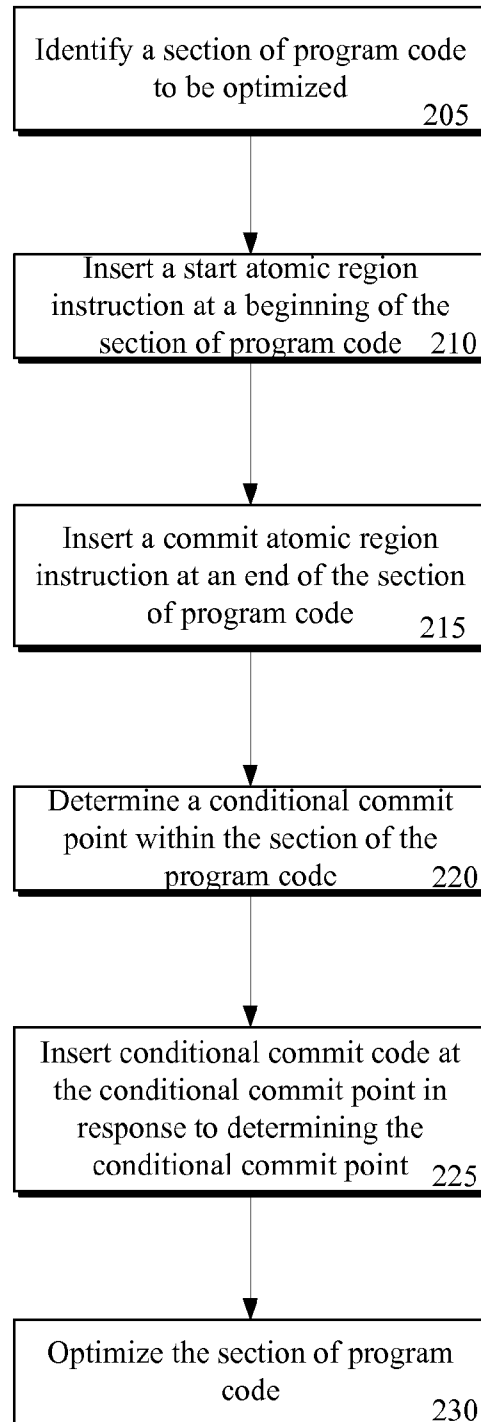 Identify a section of program code
to be optimized
205
Insert a start atomic region
instruction at a beginning of the
section of program code 210
Insert a commit atomic region
instruction at an end of the section
of program code
215
Determine a conditional commit
point within the section of the
program code 220
Insert conditional commit code at
the conditional commit point in
response to determining the
conditional commit point 225
Optimize the section of program
code
230